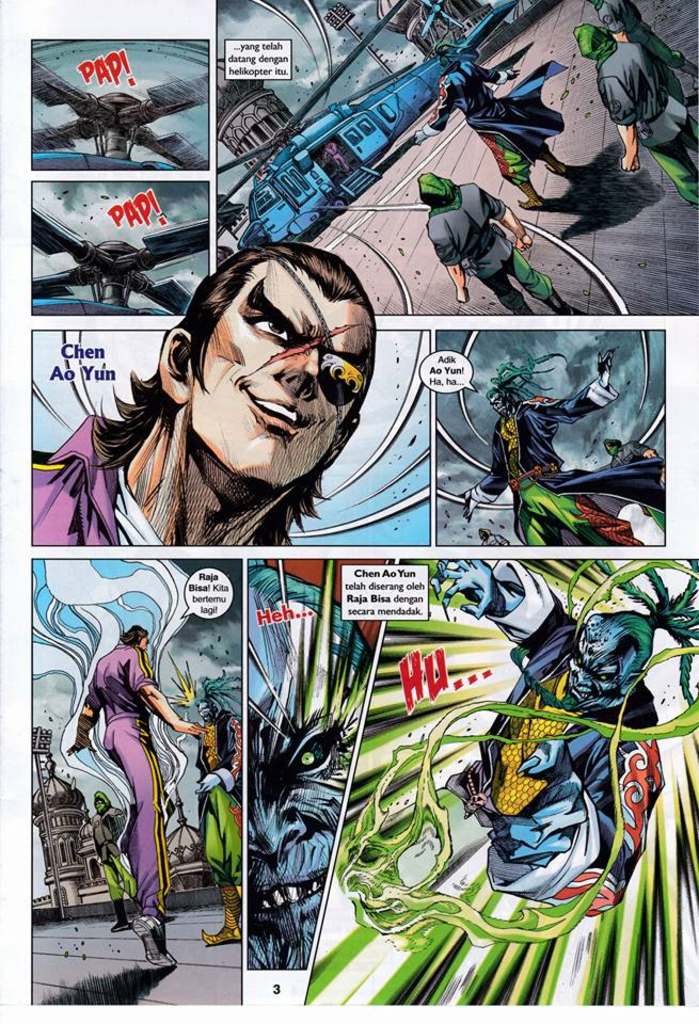 PAP!
...yang telah
datang dengan
helikopter itu.
PAP!
Chen
Ao Yun
Adik
Ao Yun!
Ha, ha...
Raja
Bisa! Kita
bertemu
lagi!
Heh...
Chen Ao Yun
telah diserang oleh
Raja Bisa dengan
secara mendadak.
HU...
3